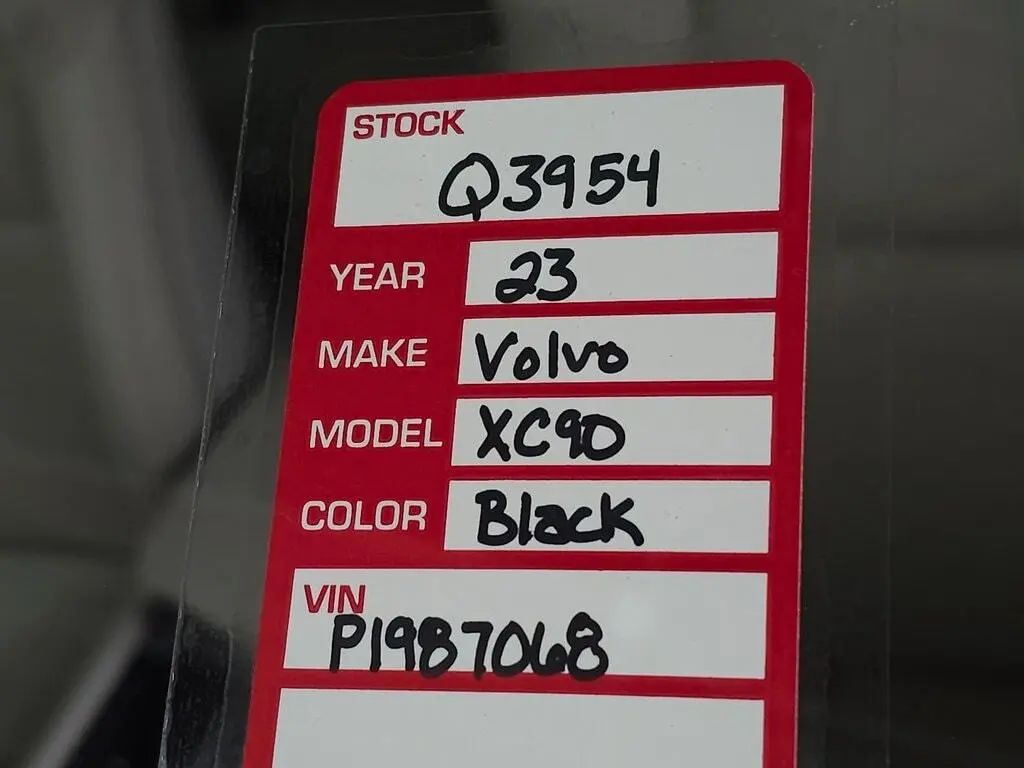 STOCK
Q3954
YEAR 23
MAKE Volvo
MODEL XC90
COLOR Black
VIN
P1987068